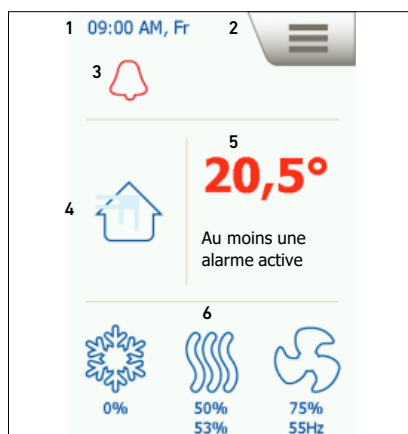 1 09:00 AM, Fr 2
3
5
20,5°
4
Au moins une
alarme active
6
0% 50% 75%
53% 55Hz